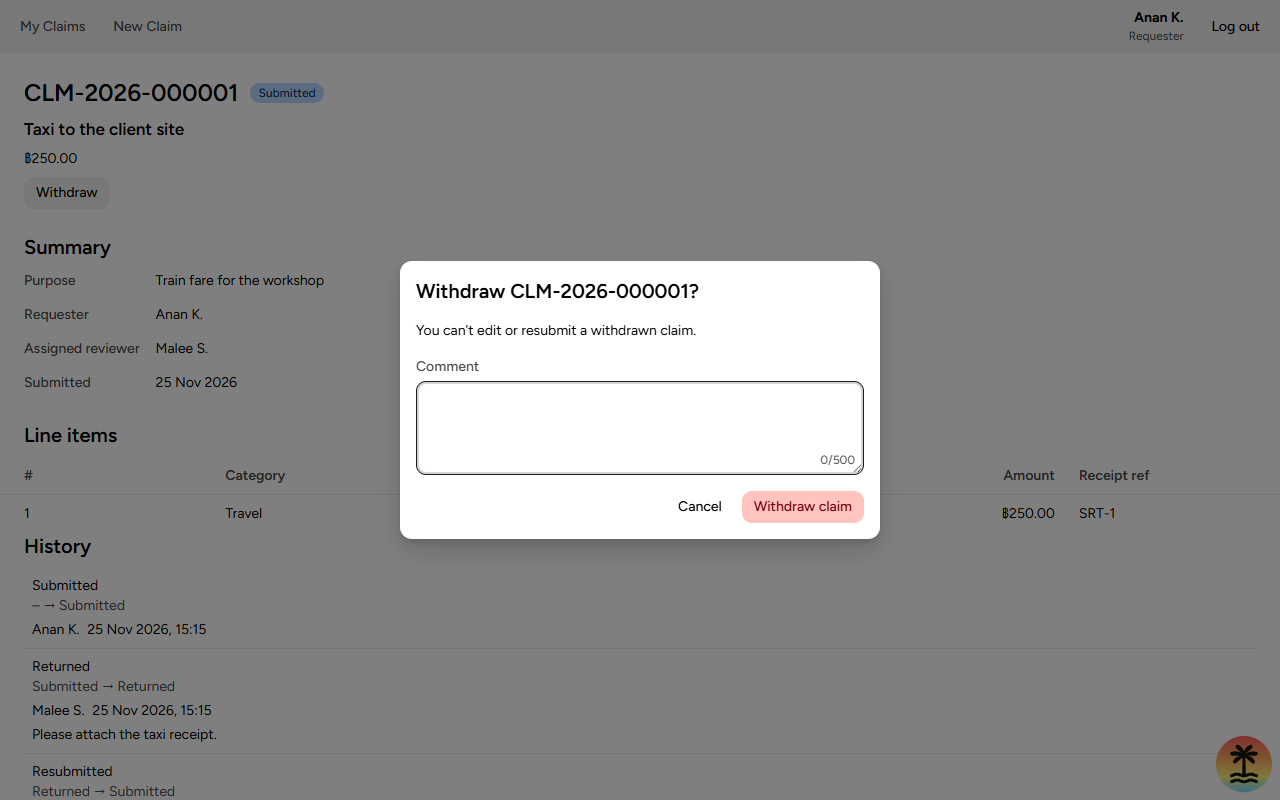 My Claims New Claim Anan K. Log out
Requester
CLM-2026-000001 Submitted
Taxi to the client site
฿250.00
Withdraw
Summary
Purpose Train fare for the workshop
Requester Anan K.
Assigned reviewer Malee S.
Submitted 25 Nov 2026
Withdraw CLM-2026-000001?
You can't edit or resubmit a withdrawn claim.
Comment
0/500
Cancel Withdraw claim
Line items
# Category Amount Receipt ref
1 Travel ฿250.00 SRT-1
History
Submitted
– → Submitted
Anan K. 25 Nov 2026, 15:15
Returned
Submitted → Returned
Malee S. 25 Nov 2026, 15:15
Please attach the taxi receipt.
Resubmitted
Returned → Submitted